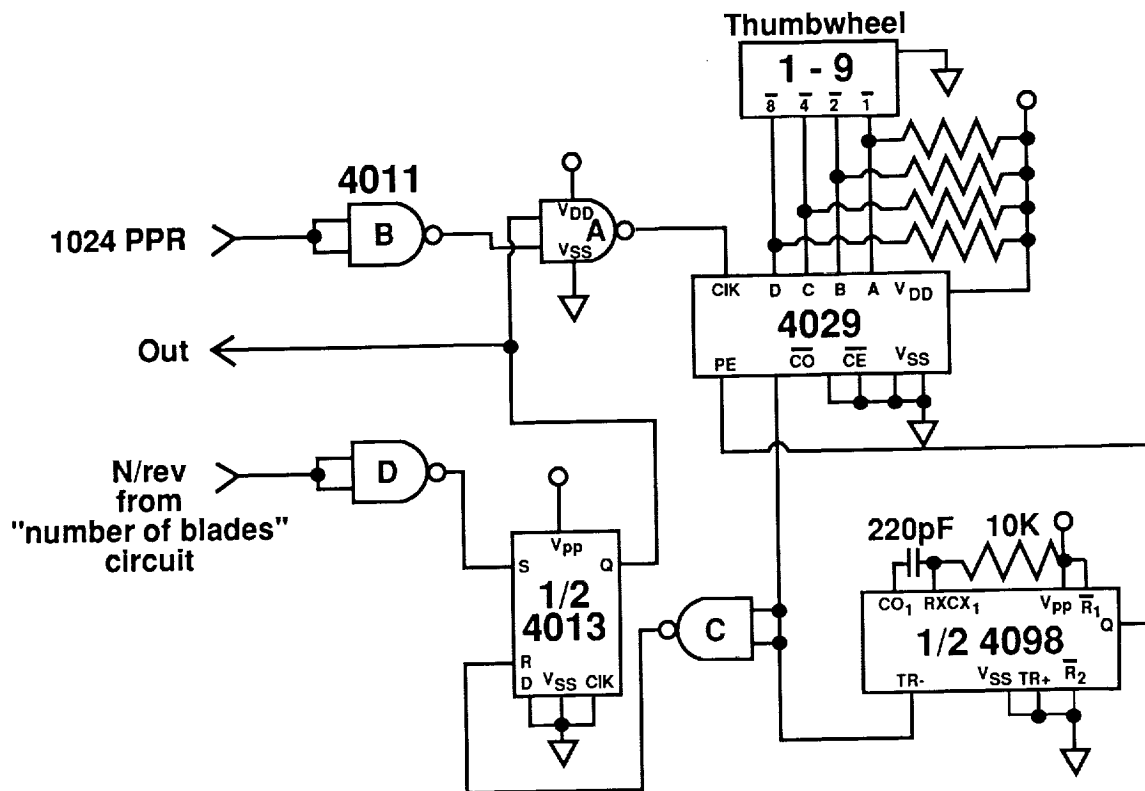 Thumbwheel
1 - 9
8 4 2 1
4011
1024 PPR
B
VDD
A
VSS
ClK D C B A VDD
4029
PE CO CE VSS
Out
N/rev
from
"number of blades"
circuit
D
Vpp
S Q
1/2
4013
R
D VSS ClK
C
220pF 10K
CO1 RXCX1 Vpp R1
Q
1/2 4098
TR- VSS TR+ R2